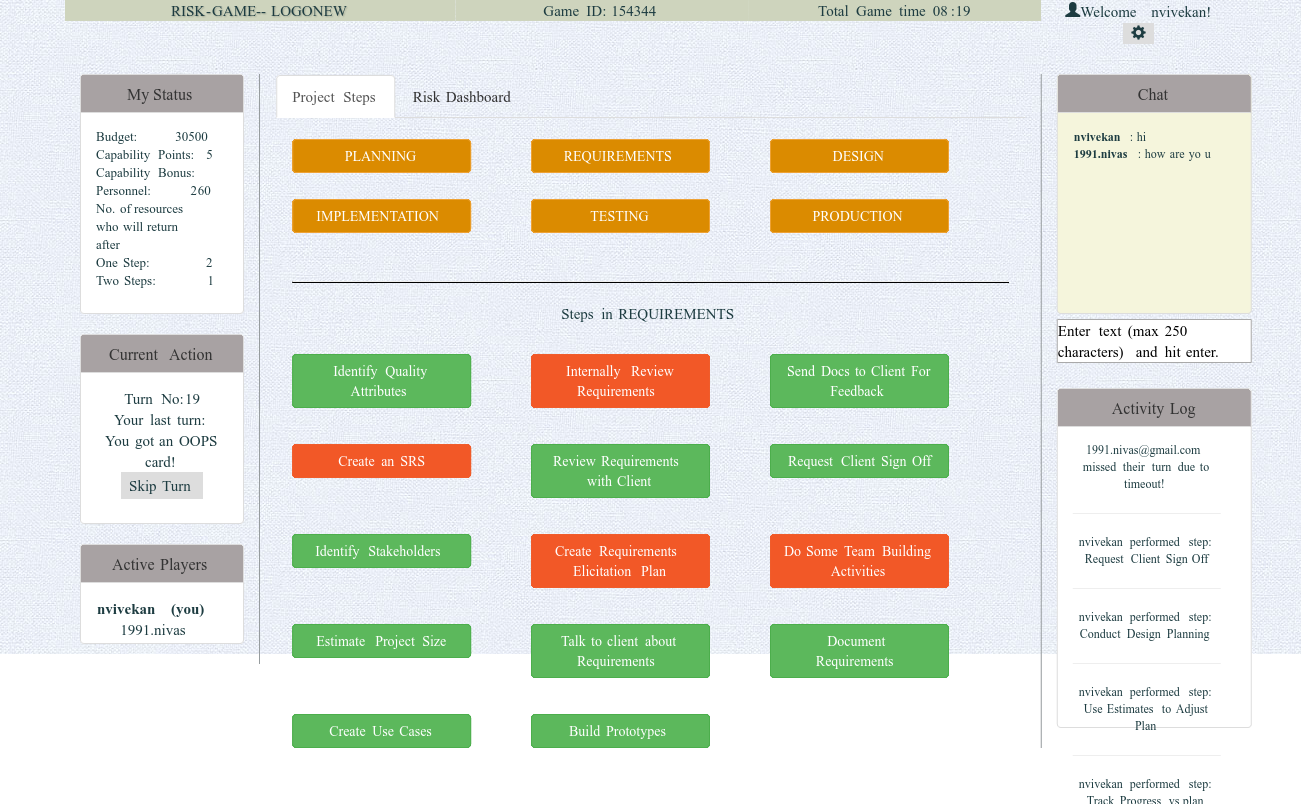 RISK-GAME-- LOGONEW Game ID: 154344 Total Game time 08:19
Welcome nvivekan!
My Status
Budget: 30500
Capability Points: 5
Capability Bonus:
Personnel: 260
No. of resources
who will return
after
One Step: 2
Two Steps: 1
Current Action
Turn No:19
Your last turn:
You got an OOPS
card!
Skip Turn
Active Players
nvivekan (you)
1991.nivas
Project Steps Risk Dashboard
PLANNING REQUIREMENTS DESIGN
IMPLEMENTATION TESTING PRODUCTION
Steps in REQUIREMENTS
Identify Quality
Attributes
Internally Review
Requirements
Send Docs to Client For
Feedback
Create an SRS
Review Requirements
with Client
Request Client Sign Off
Identify Stakeholders
Create Requirements
Elicitation Plan
Do Some Team Building
Activities
Estimate Project Size
Talk to client about
Requirements
Document
Requirements
Create Use Cases
Build Prototypes
Chat
nvivekan : hi
1991.nivas : how are yo u
Enter text (max 250
characters) and hit enter.
Activity Log
1991.nivas@gmail.com
missed their turn due to
timeout!
nvivekan performed step:
Request Client Sign Off
nvivekan performed step:
Conduct Design Planning
nvivekan performed step:
Use Estimates to Adjust
Plan
nvivekan performed step:
Track Progress vs plan